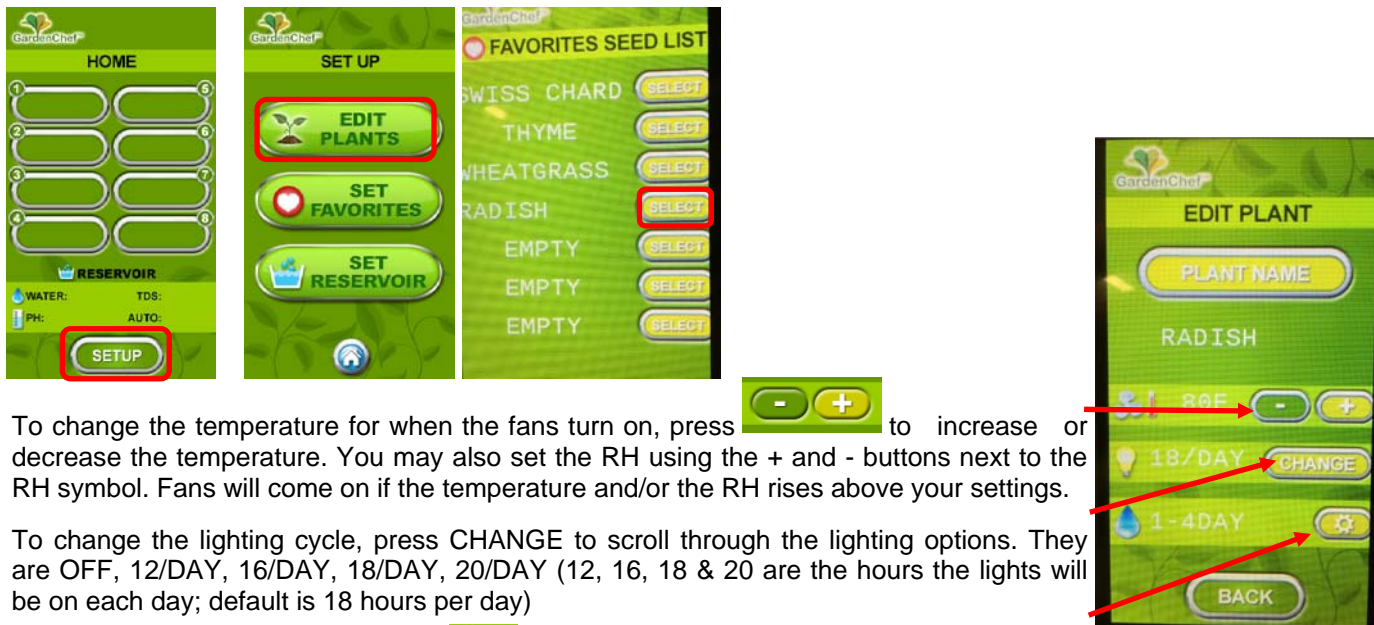 GardenChef™
HOME
1 5
2 6
3 7
4 8
RESERVOIR
WATER: TDS:
PH: AUTO:
SETUP
GardenChef™
SET UP
EDIT
PLANTS
SET
FAVORITES
SET
RESERVOIR
GardenChef
FAVORITES SEED LIST
SWISS CHARD SELECT
THYME SELECT
WHEATGRASS SELECT
RADISH SELECT
EMPTY SELECT
EMPTY SELECT
EMPTY SELECT
GardenChef
EDIT PLANT
PLANT NAME
RADISH
80F - +
18/DAY CHANGE
1-4DAY
BACK
To change the temperature for when the fans turn on, press - + to increase or
decrease the temperature. You may also set the RH using the + and - buttons next to the
RH symbol. Fans will come on if the temperature and/or the RH rises above your settings.
To change the lighting cycle, press CHANGE to scroll through the lighting options. They
are OFF, 12/DAY, 16/DAY, 18/DAY, 20/DAY (12, 16, 18 & 20 are the hours the lights will
be on each day; default is 18 hours per day)